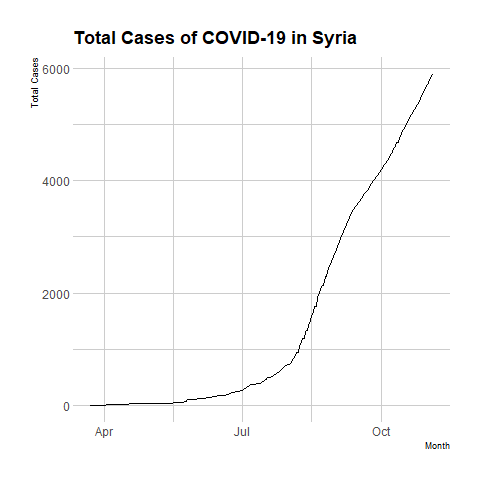 Total Cases of COVID-19 in Syria
Total Cases
6000
4000
2000
0
Apr
Jul
Oct
Month